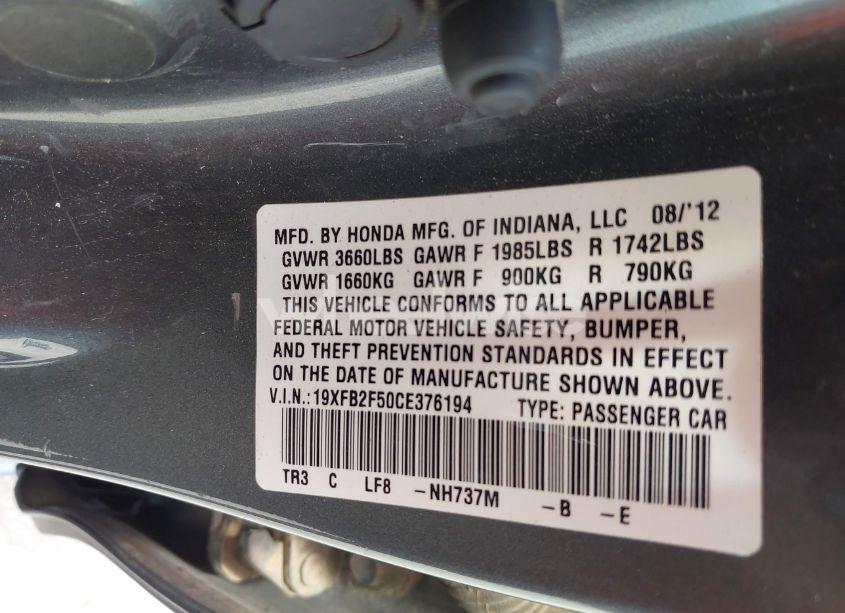 MFD. BY HONDA MFG. OF INDIANA, LLC 08/'12
GVWR 3660LBS GAWR F 1985LBS R 1742LBS
GVWR 1660KG GAWR F 900KG R 790KG
THIS VEHICLE CONFORMS TO ALL APPLICABLE
FEDERAL MOTOR VEHICLE SAFETY, BUMPER,
AND THEFT PREVENTION STANDARDS IN EFFECT
ON THE DATE OF MANUFACTURE SHOWN ABOVE.
V.I.N.: 19XFB2F50CE376194 TYPE: PASSENGER CAR
TR3 C LF8 -NH737M -B -E